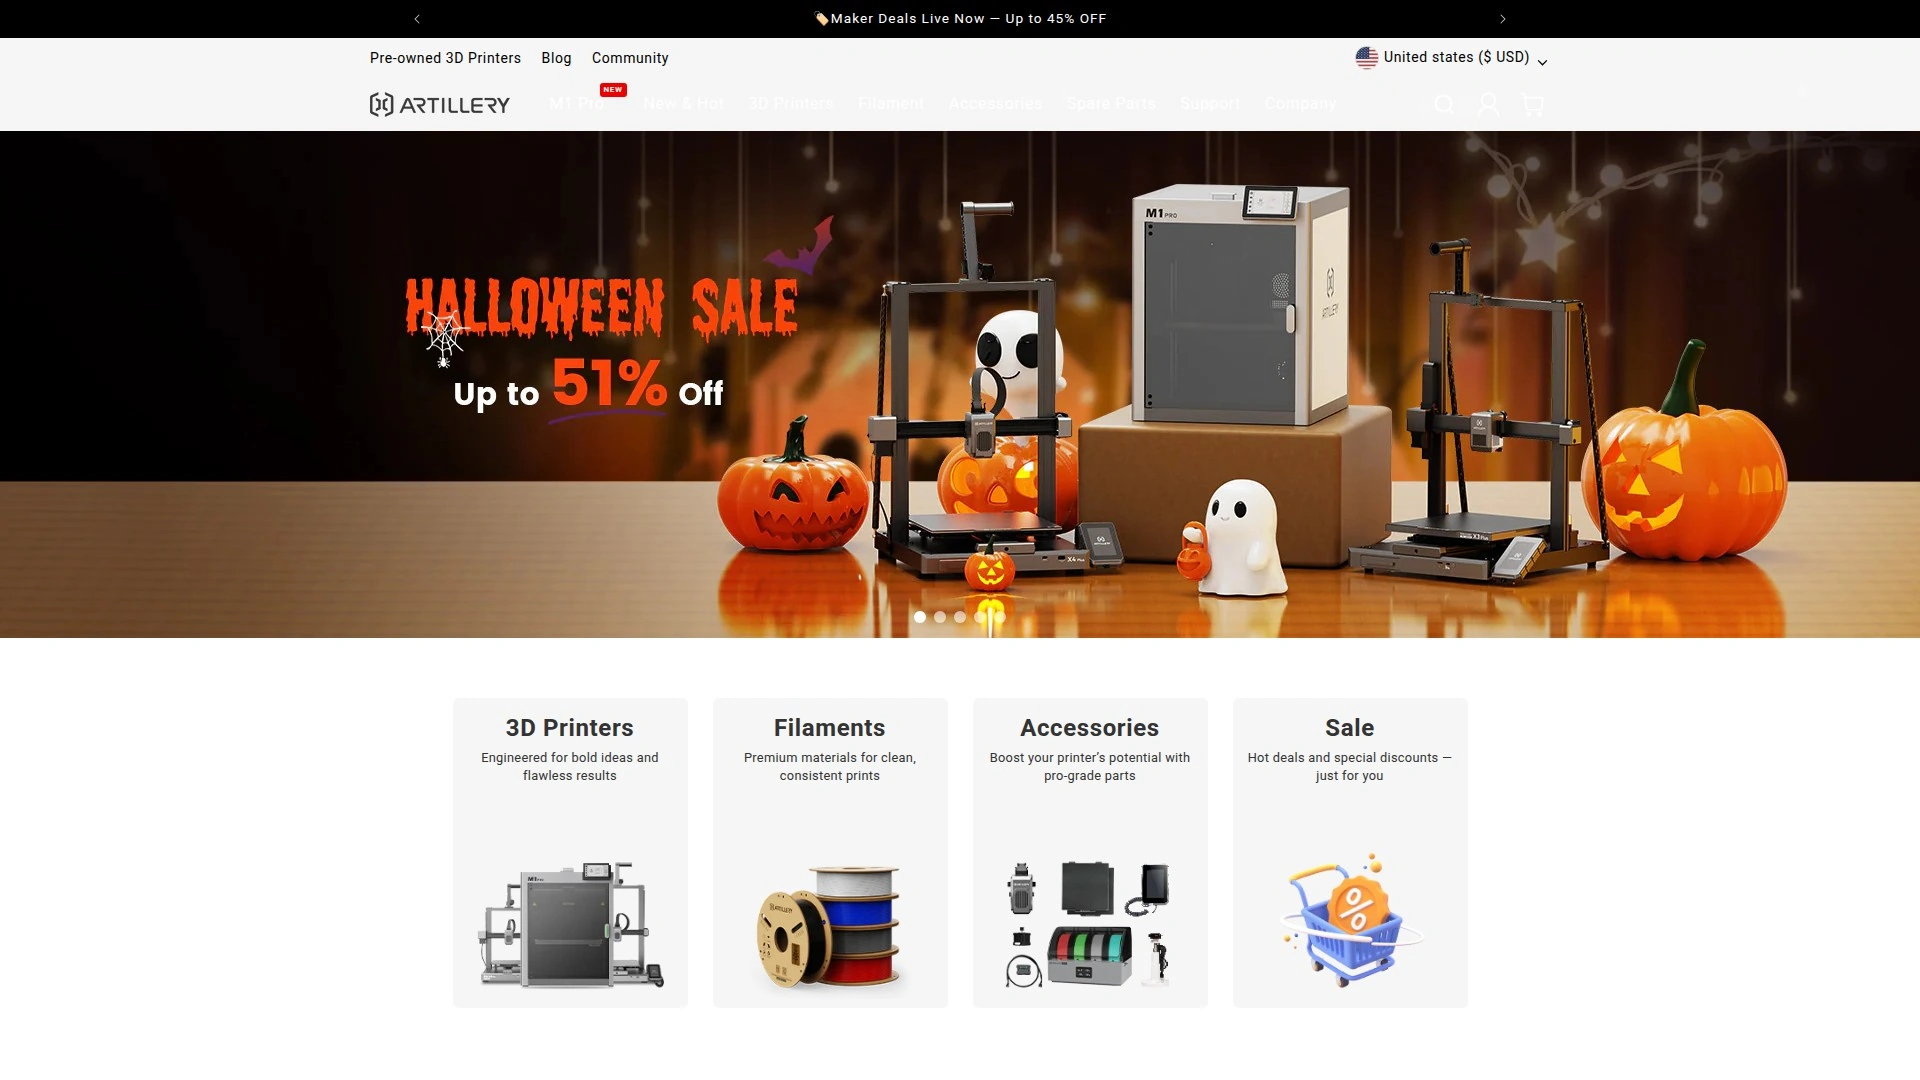 Maker Deals Live Now — Up to 45% OFF
Pre-owned 3D Printers Blog Community
United states ($ USD)
ARTILLERY
M1 Pro NEW New & Hot 3D Printers Filament Accessories Spare Parts Support Company
HALLOWEEN SALE
Up to 51% Off
M1 PRO
ARTILLERY
3D Printers
Engineered for bold ideas and
flawless results
Filaments
Premium materials for clean,
consistent prints
Accessories
Boost your printer's potential with
pro-grade parts
Sale
Hot deals and special discounts —
just for you
M1
ARTILLERY
%